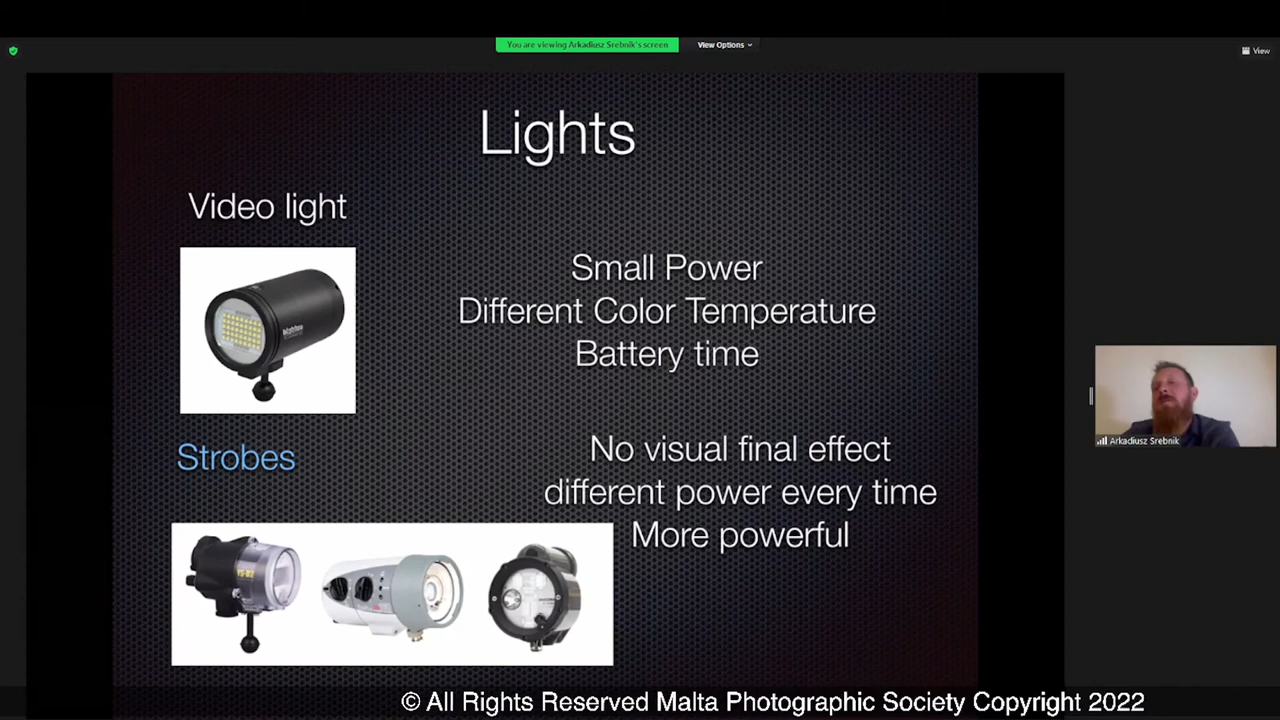 You are viewing Arkadiusz Srebnik's screen
View Options
View
Lights
Video light
Small Power
Different Color Temperature
Battery time
Strobes
No visual final effect
different power every time
More powerful
YS-D2
Arkadiusz Srebnik
© All Rights Reserved Malta Photographic Society Copyright 2022